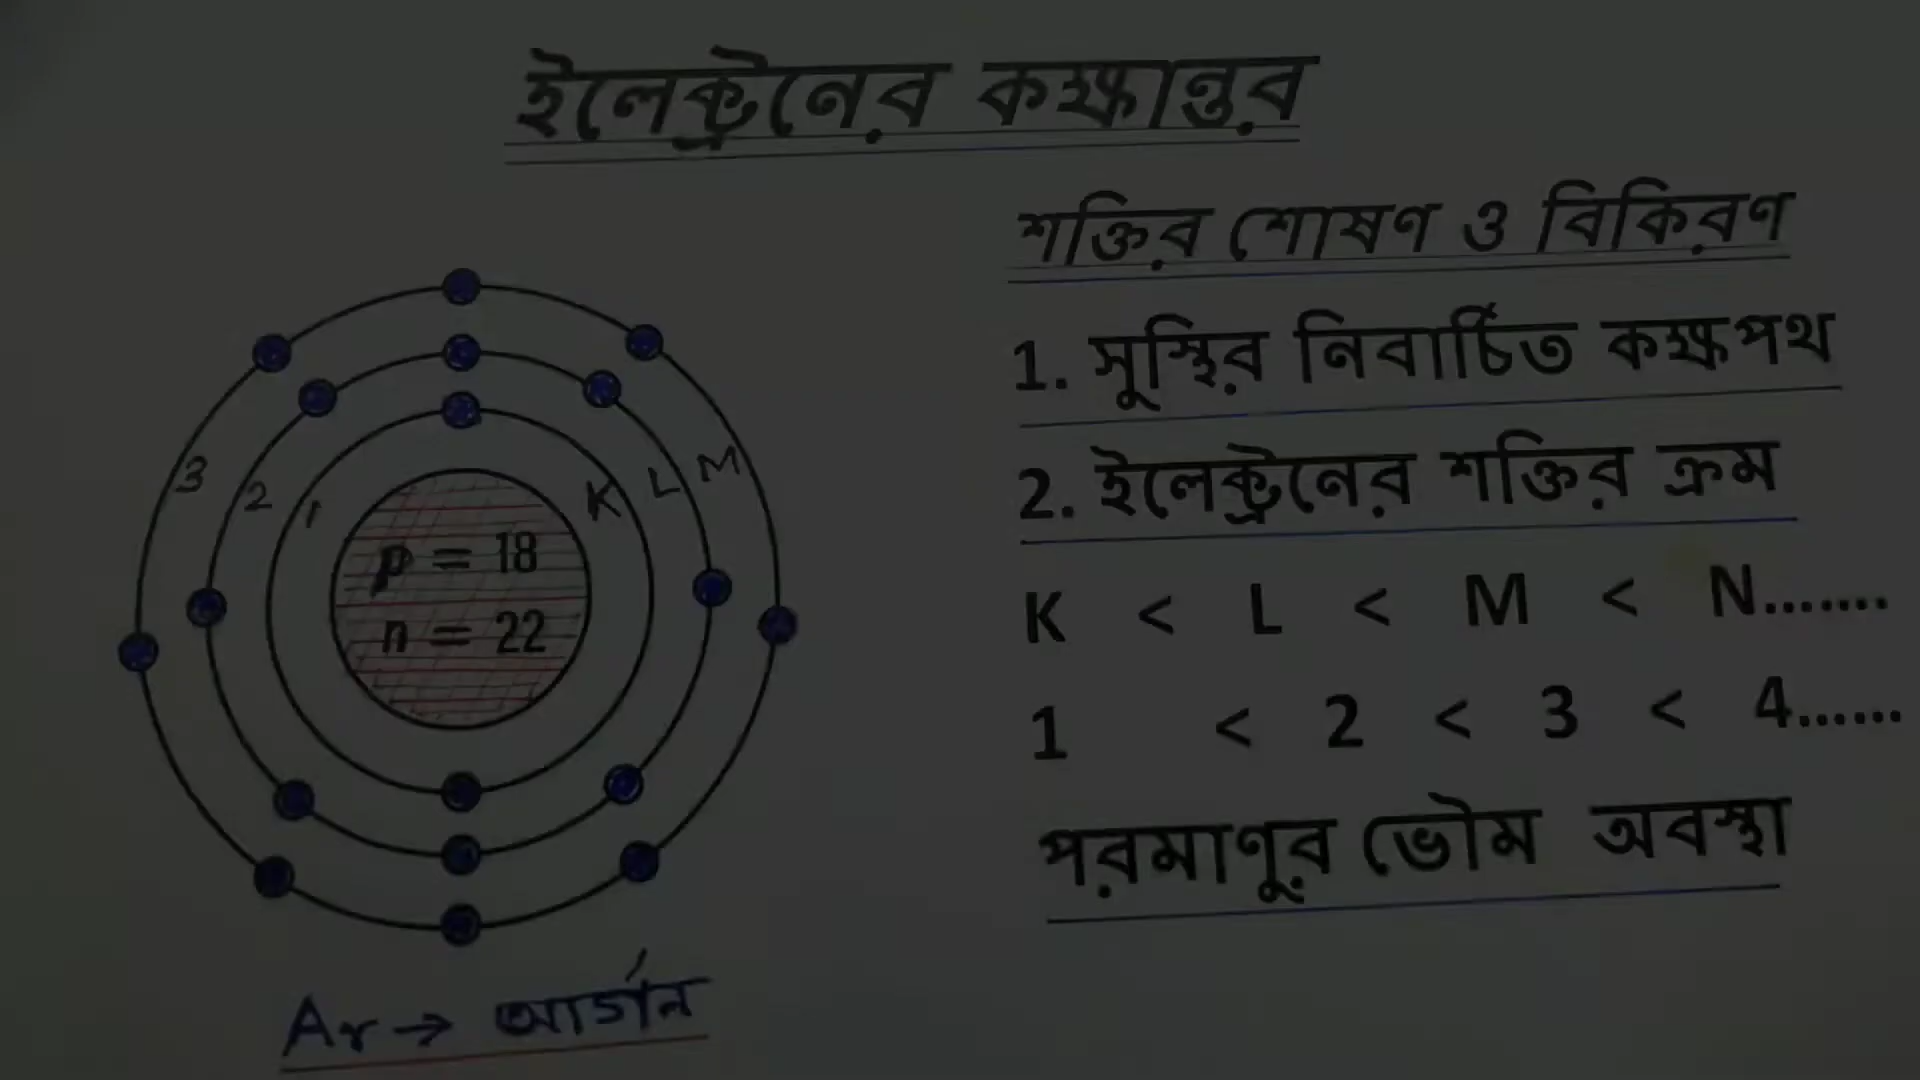 ইলেক্ট্রনের কক্ষান্তর
শক্তির শোষণ ও বিকিরণ
1. সুস্থির নিবার্চিত কক্ষপথ
2. ইলেক্ট্রনের শক্তির ক্রম
K < L < M < N.......
1 < 2 < 3 < 4......
পরমাণুর ভৌম অবস্থা
3 2 1 K L M
p = 18
n = 22
Ar → আর্গন